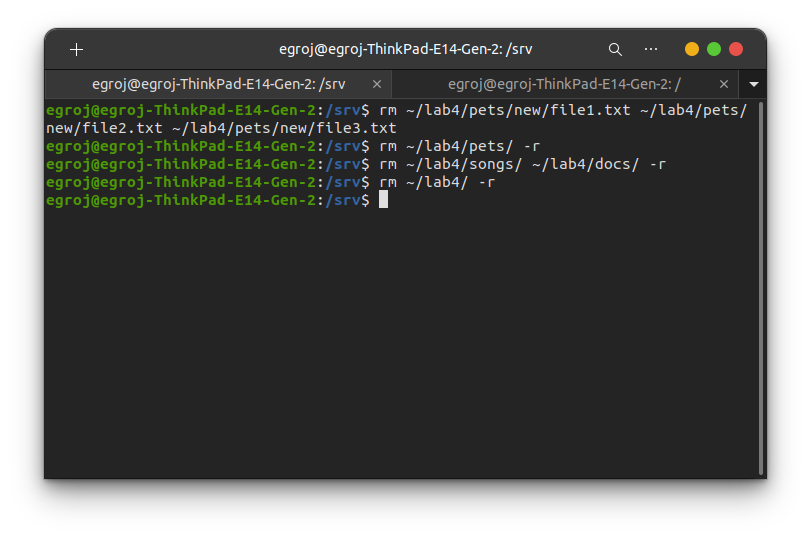 egroj@egroj-ThinkPad-E14-Gen-2: /srv
egroj@egroj-ThinkPad-E14-Gen-2: /srv
egroj@egroj-ThinkPad-E14-Gen-2: /
egroj@egroj-ThinkPad-E14-Gen-2:/srv$ rm ~/lab4/pets/new/file1.txt ~/lab4/pets/
new/file2.txt ~/lab4/pets/new/file3.txt
egroj@egroj-ThinkPad-E14-Gen-2:/srv$ rm ~/lab4/pets/ -r
egroj@egroj-ThinkPad-E14-Gen-2:/srv$ rm ~/lab4/songs/ ~/lab4/docs/ -r
egroj@egroj-ThinkPad-E14-Gen-2:/srv$ rm ~/lab4/ -r
egroj@egroj-ThinkPad-E14-Gen-2:/srv$